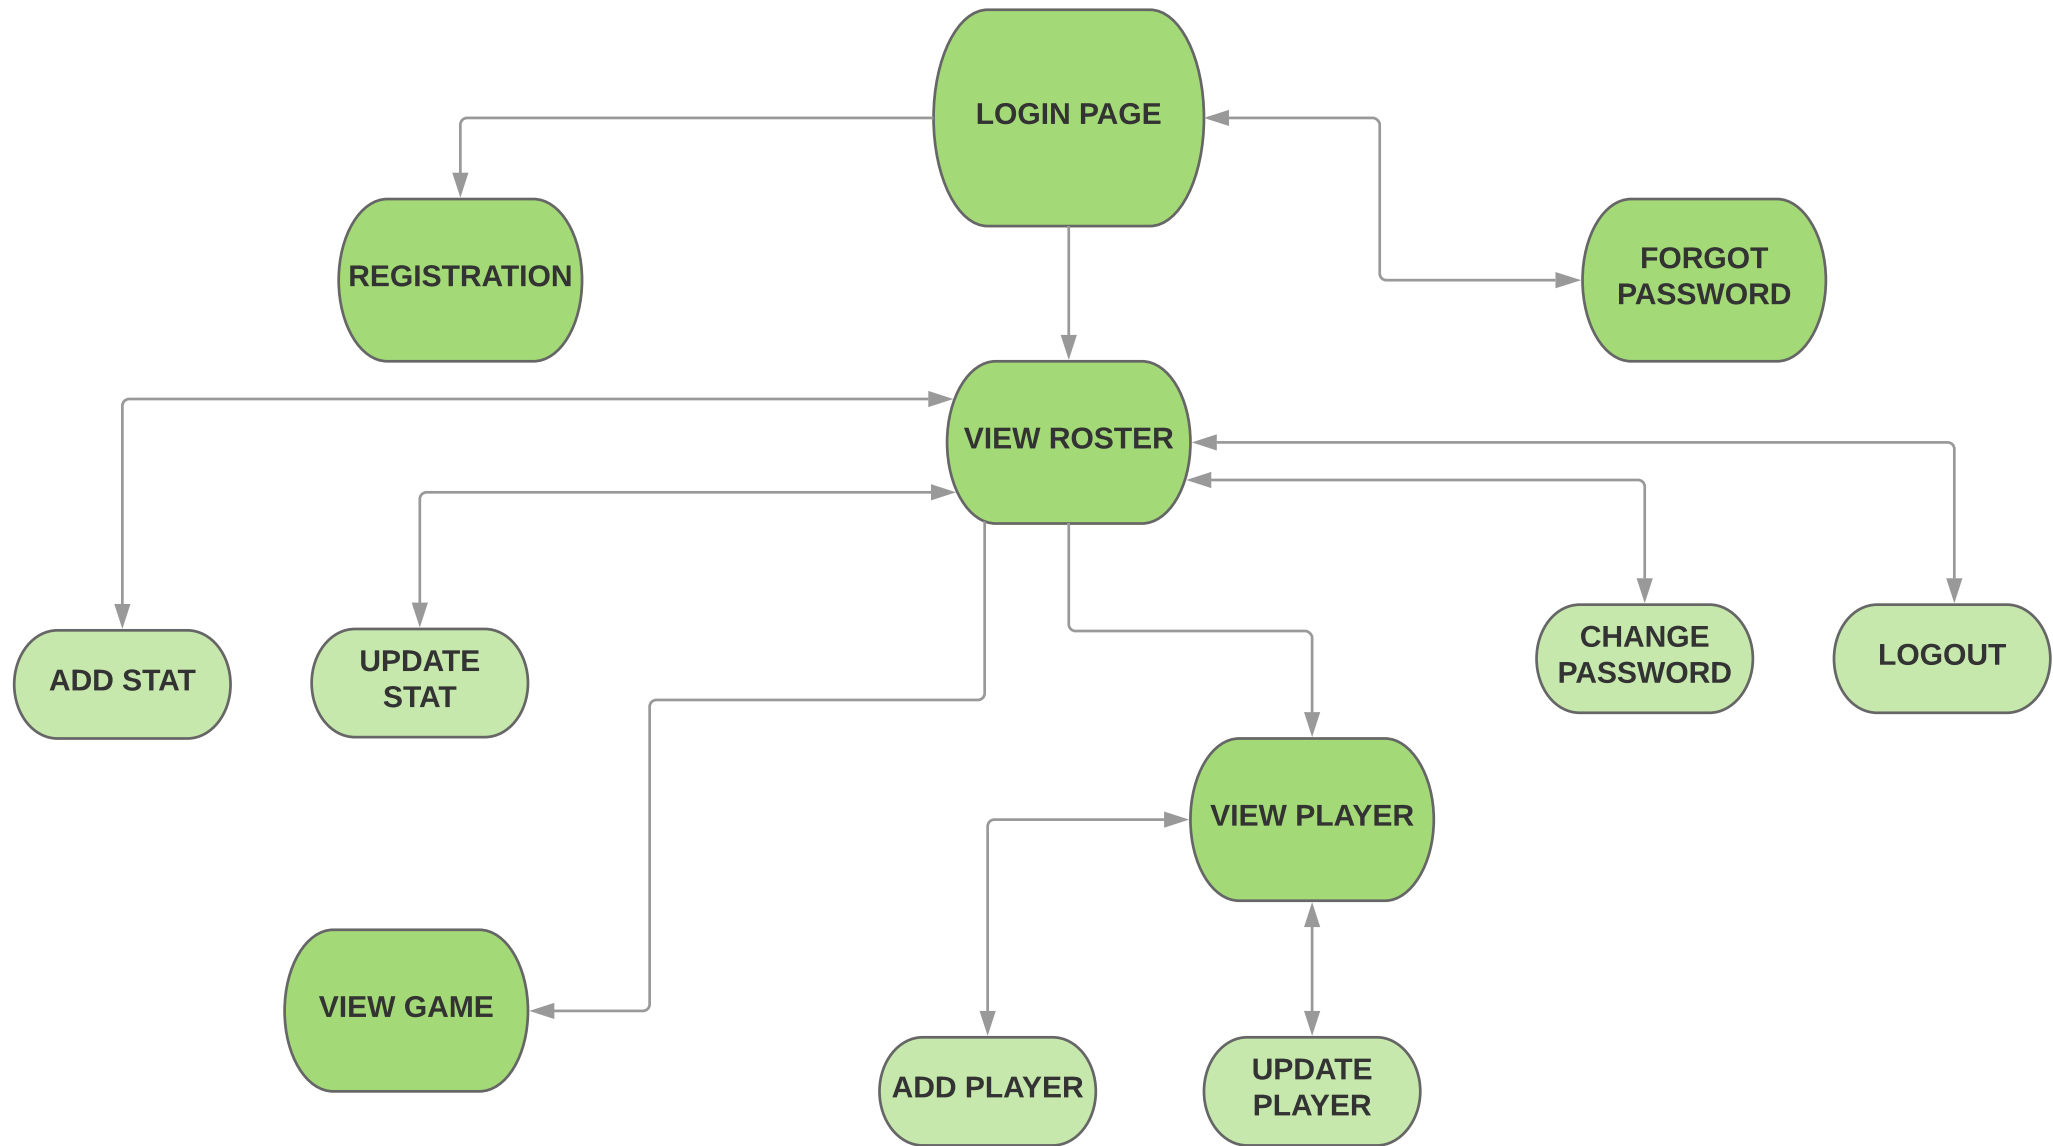 LOGIN PAGE
REGISTRATION
FORGOT
PASSWORD
VIEW ROSTER
ADD STAT
UPDATE
STAT
CHANGE
PASSWORD
LOGOUT
VIEW PLAYER
VIEW GAME
ADD PLAYER
UPDATE
PLAYER